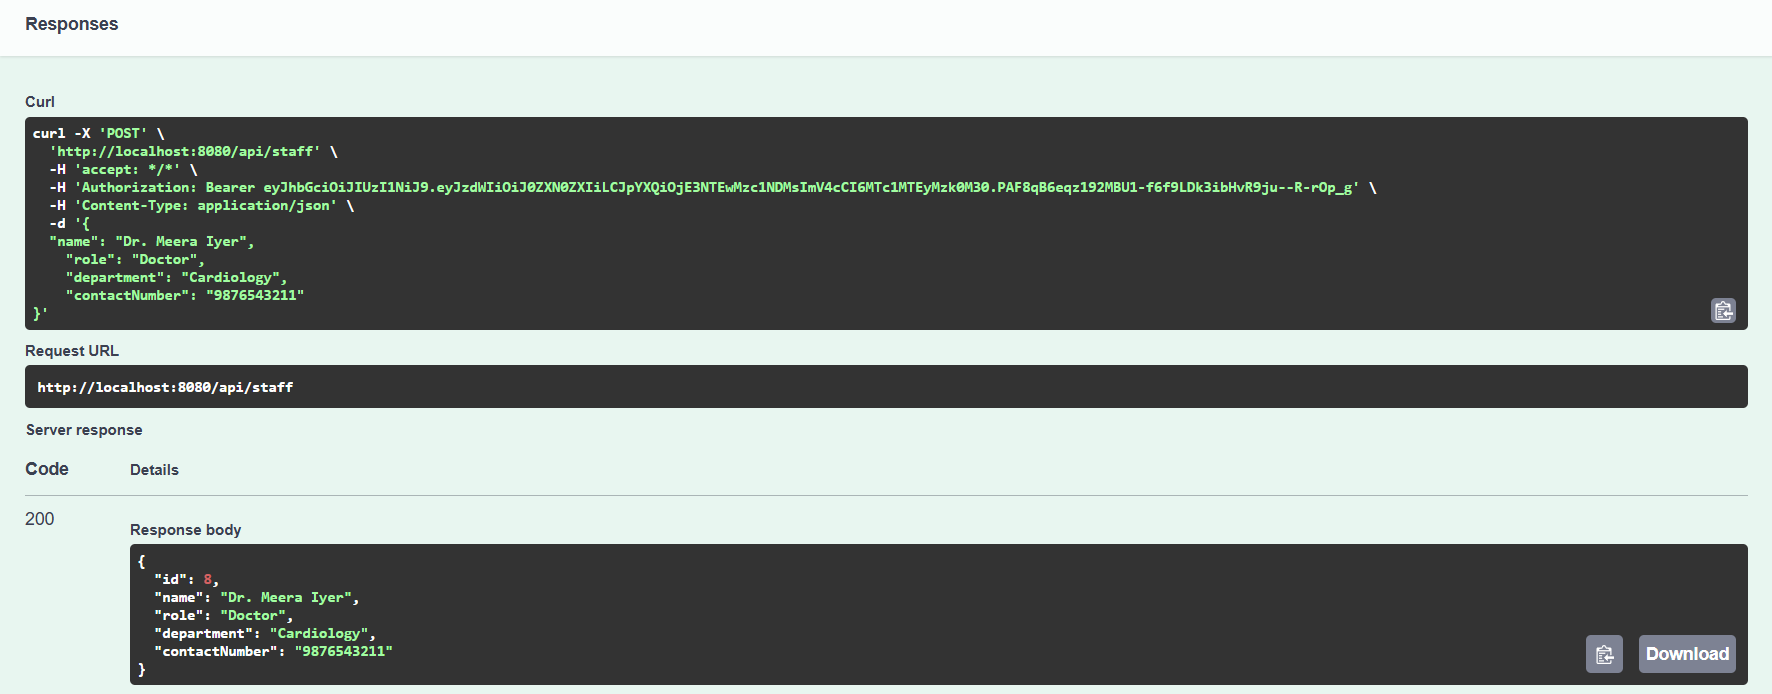 Responses
Curl
curl -X 'POST' \
  'http://localhost:8080/api/staff' \
  -H 'accept: */*' \
  -H 'Authorization: Bearer eyJhbGciOiJIUzI1NiJ9.eyJzdWIiOiJ0ZXN0ZXIiLCJpYXQiOjE3NTEwMzc1NDMsImV4cCI6MTc1MTEyMzk0M30.PAF8qB6eqz192MBU1-f6f9LDk3ibHvR9ju--R-rOp_g' \
  -H 'Content-Type: application/json' \
  -d '{
  "name": "Dr. Meera Iyer",
    "role": "Doctor",
    "department": "Cardiology",
    "contactNumber": "9876543211"
}'
Request URL
http://localhost:8080/api/staff
Server response
Code Details
200
Response body
{
  "id": 8,
  "name": "Dr. Meera Iyer",
  "role": "Doctor",
  "department": "Cardiology",
  "contactNumber": "9876543211"
}
Download